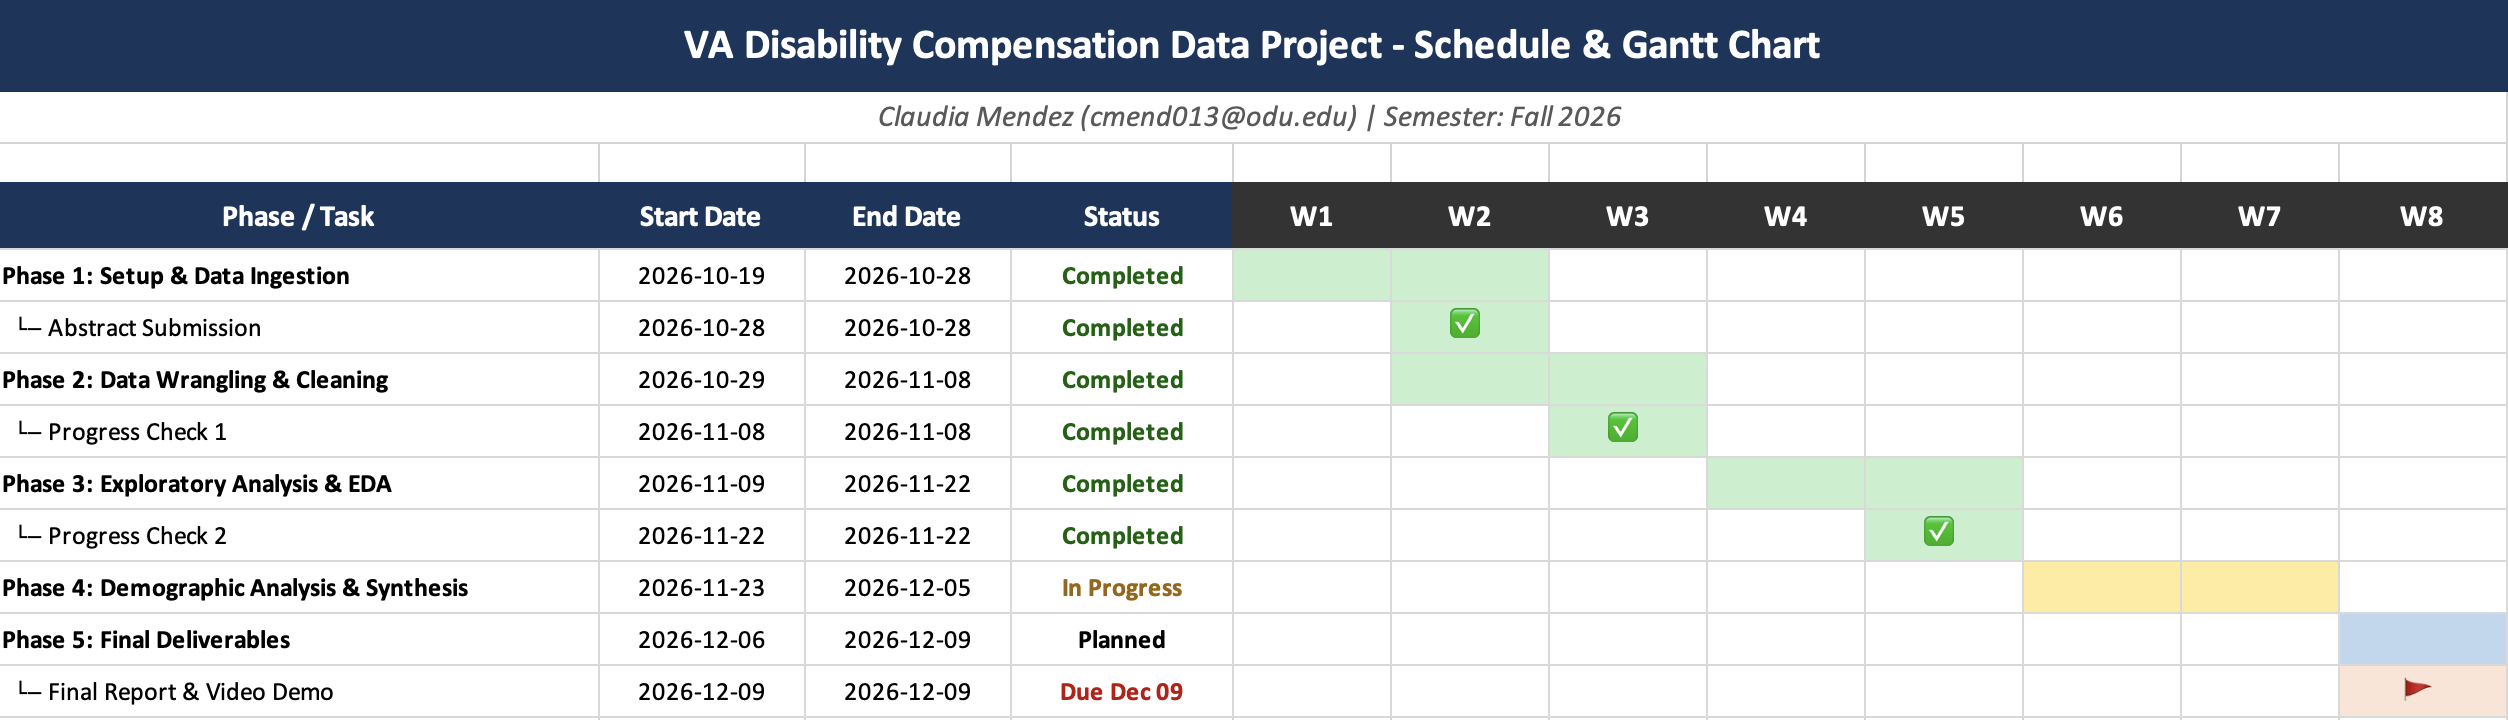 VA Disability Compensation Data Project - Schedule & Gantt Chart
Claudia Mendez (cmend013@odu.edu) | Semester: Fall 2026
Phase / Task Start Date End Date Status W1 W2 W3 W4 W5 W6 W7 W8
Phase 1: Setup & Data Ingestion 2026-10-19 2026-10-28 Completed
└─ Abstract Submission 2026-10-28 2026-10-28 Completed ✅
Phase 2: Data Wrangling & Cleaning 2026-10-29 2026-11-08 Completed
└─ Progress Check 1 2026-11-08 2026-11-08 Completed ✅
Phase 3: Exploratory Analysis & EDA 2026-11-09 2026-11-22 Completed
└─ Progress Check 2 2026-11-22 2026-11-22 Completed ✅
Phase 4: Demographic Analysis & Synthesis 2026-11-23 2026-12-05 In Progress
Phase 5: Final Deliverables 2026-12-06 2026-12-09 Planned
└─ Final Report & Video Demo 2026-12-09 2026-12-09 Due Dec 09 🚩